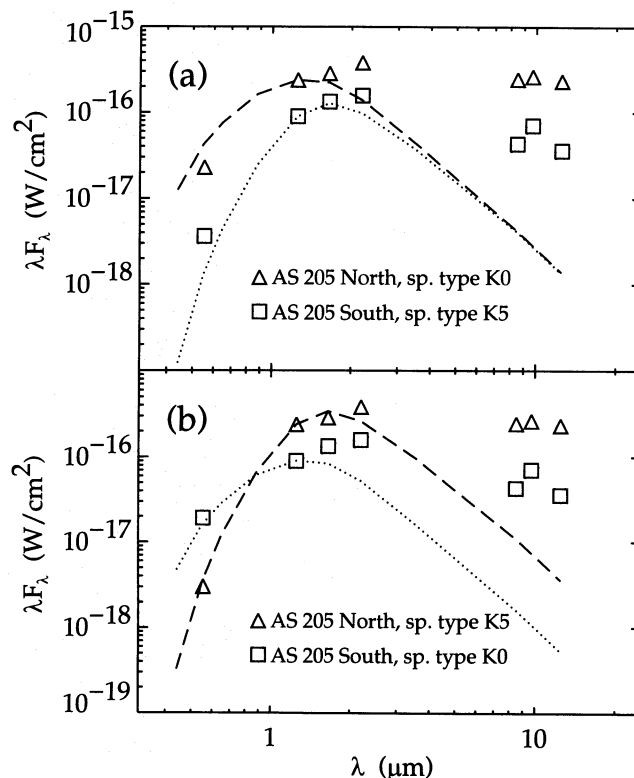 10⁻¹⁵
(a)
10⁻¹⁶
10⁻¹⁷
10⁻¹⁸
λF_λ (W/cm²)
△ AS 205 North, sp. type K0
□ AS 205 South, sp. type K5
(b)
10⁻¹⁶
10⁻¹⁷
10⁻¹⁸
10⁻¹⁹
λF_λ (W/cm²)
△ AS 205 North, sp. type K5
□ AS 205 South, sp. type K0
1 10
λ (μm)